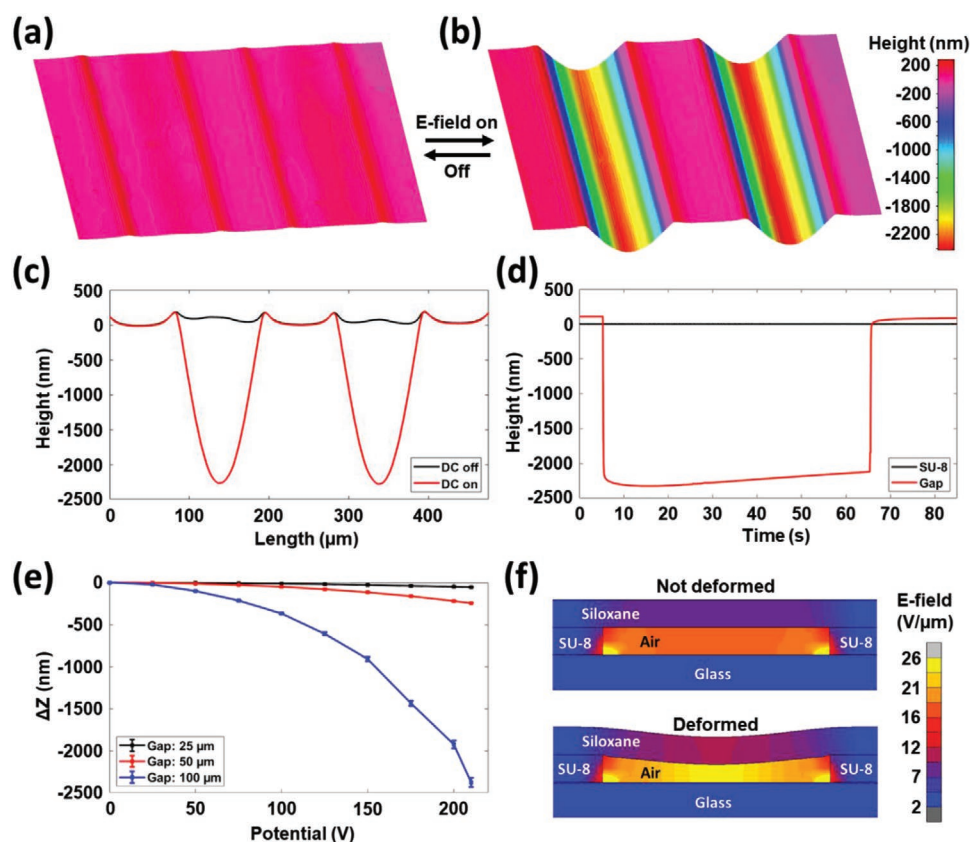 (a)
(b)
Height (nm)
200
-200
-600
-1000
-1400
-1800
-2200
E-field on
Off
(c)
500
0
-500
-1000
-1500
-2000
-2500
Height (nm)
DC off
DC on
0
100
200
300
400
Length (µm)
(d)
500
0
-500
-1000
-1500
-2000
-2500
Height (nm)
SU-8
Gap
0
10
20
30
40
50
60
70
80
Time (s)
(e)
0
-500
-1000
-1500
-2000
-2500
ΔZ (nm)
Gap: 25 µm
Gap: 50 µm
Gap: 100 µm
0
50
100
150
200
Potential (V)
(f)
Not deformed
Siloxane
SU-8
Air
SU-8
Glass
Deformed
Siloxane
SU-8
Air
SU-8
Glass
E-field
(V/µm)
26
21
16
12
7
2